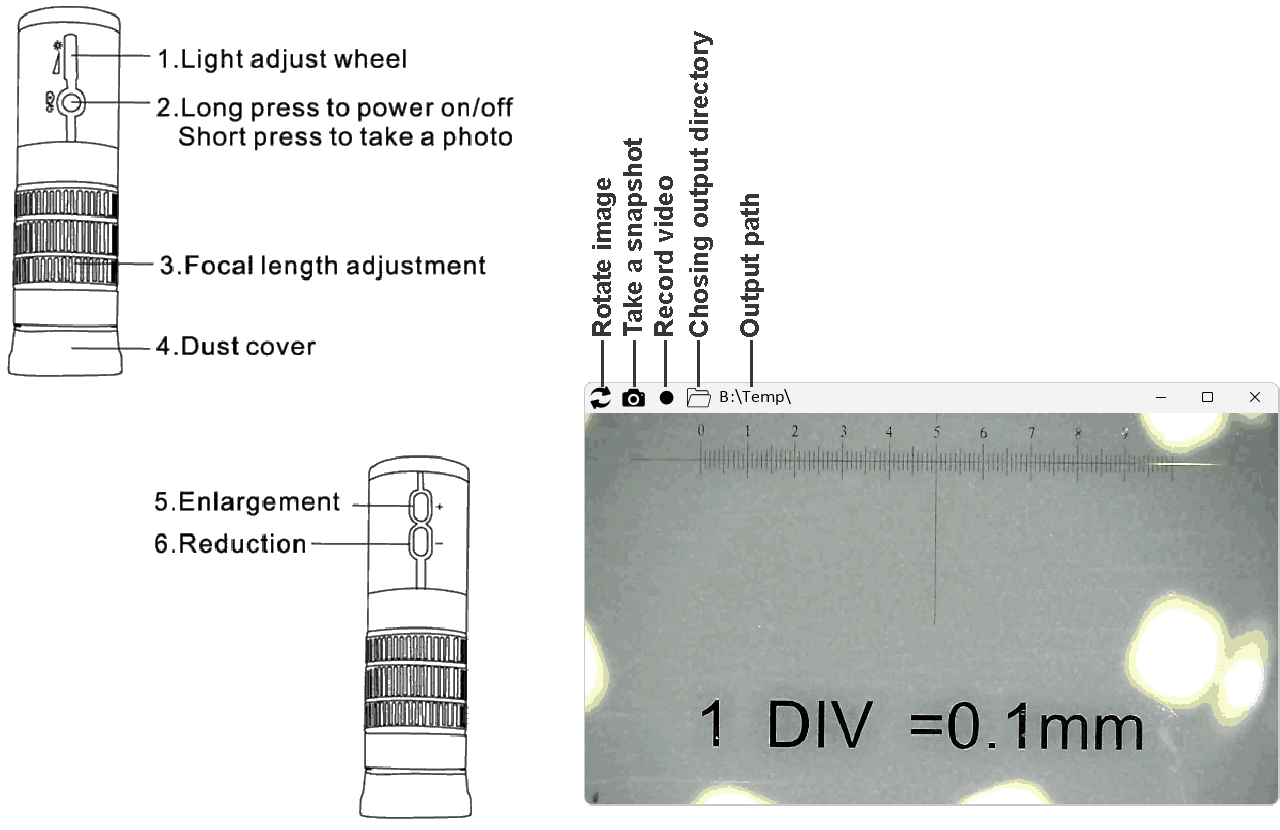 1.Light adjust wheel
2.Long press to power on/off
Short press to take a photo
3.Focal length adjustment
4.Dust cover
5.Enlargement
+
6.Reduction
−
Rotate image
Take a snapshot
Record video
Chosing output directory
Output path
B:\Temp\
0 1 2 3 4 5 6 7 8 9
1 DIV =0.1mm